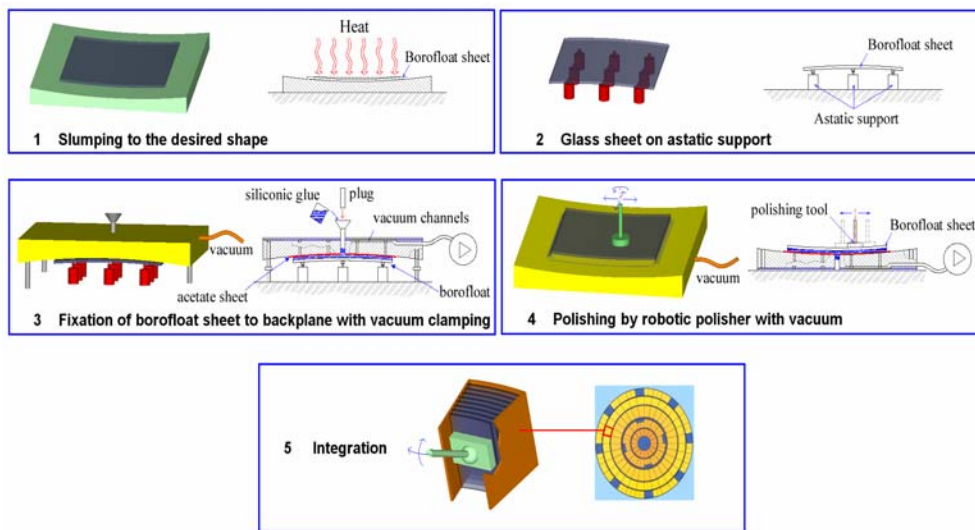 Heat
Borofloat sheet
1 Slumping to the desired shape
Borofloat sheet
Astatic support
2 Glass sheet on astatic support
siliconic glue
plug
vacuum channels
vacuum
acetate sheet
borofloat
3 Fixation of borofloat sheet to backplane with vacuum clamping
polishing tool
Borofloat sheet
vacuum
4 Polishing by robotic polisher with vacuum
5 Integration